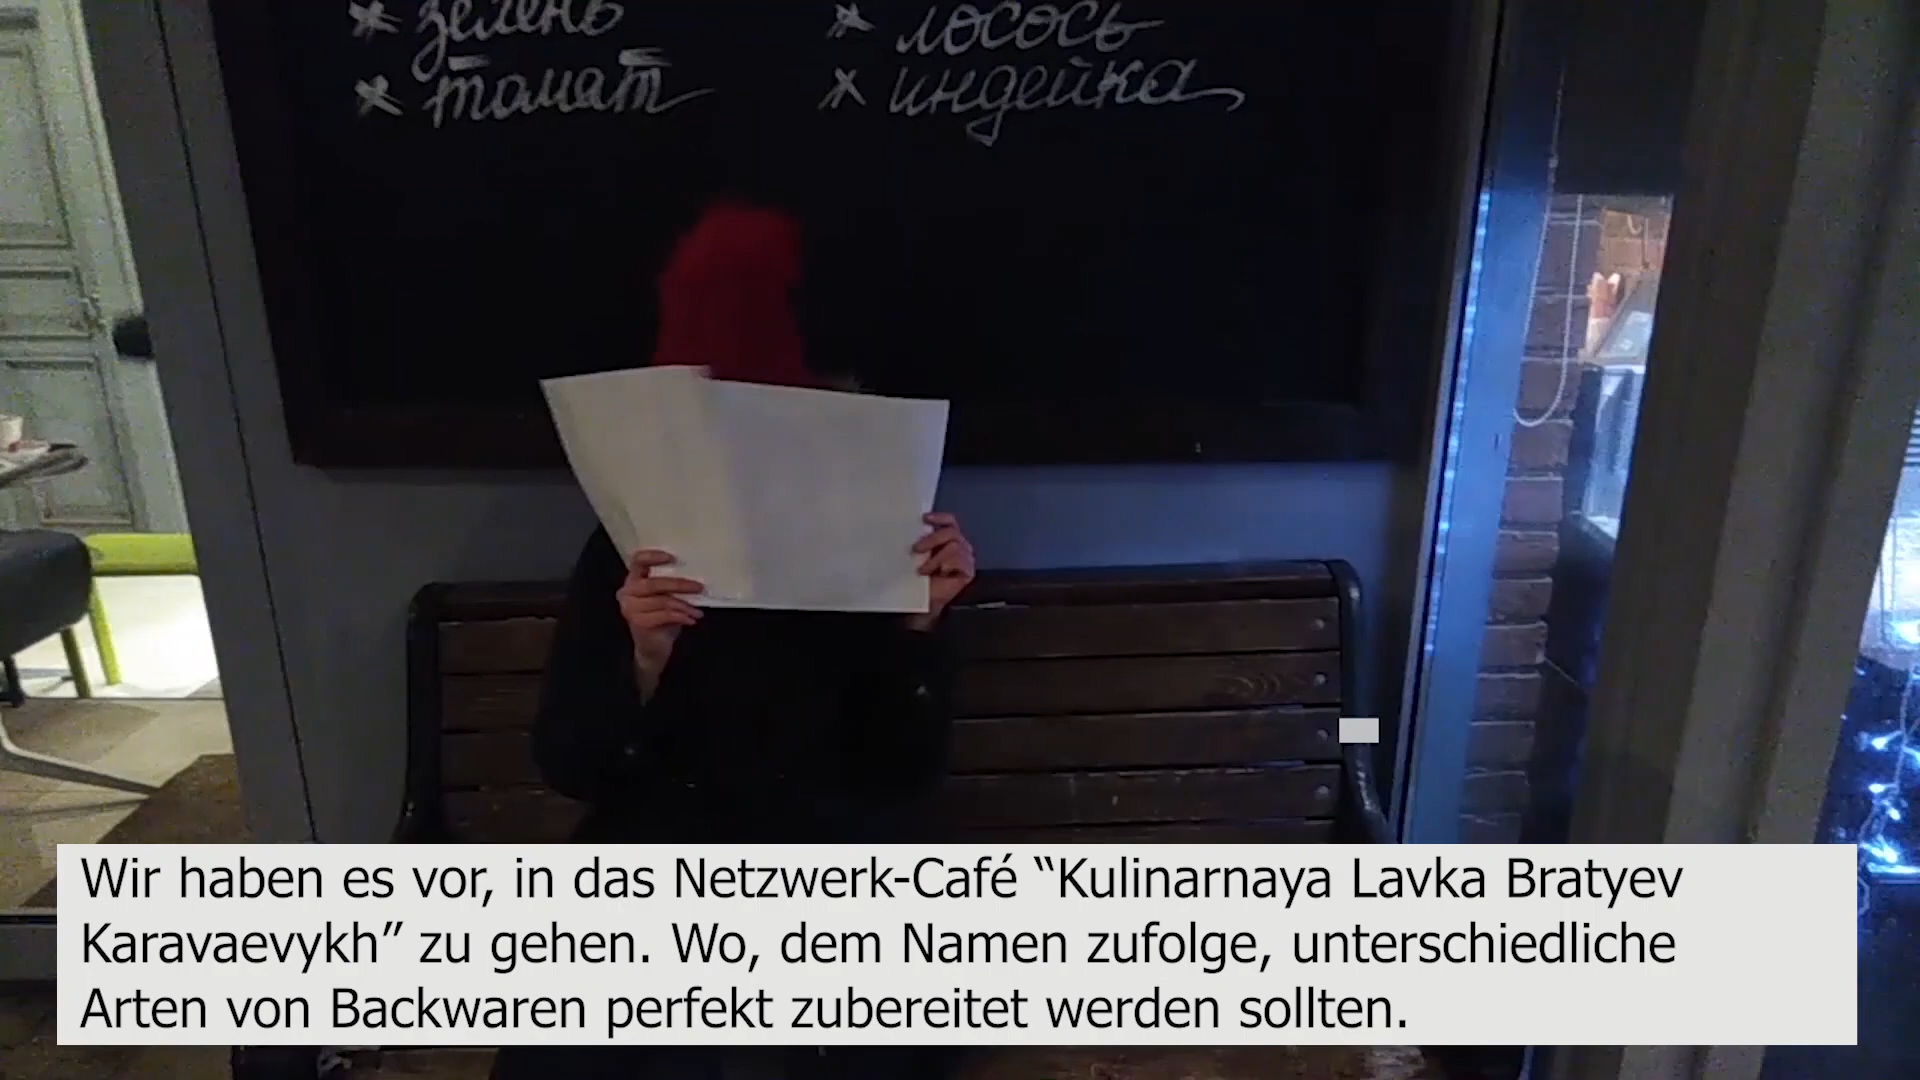 * зелень
* лосось
* томат
* индейка
Wir haben es vor, in das Netzwerk-Café “Kulinarnaya Lavka Bratyev
Karavaevykh” zu gehen. Wo, dem Namen zufolge, unterschiedliche
Arten von Backwaren perfekt zubereitet werden sollten.